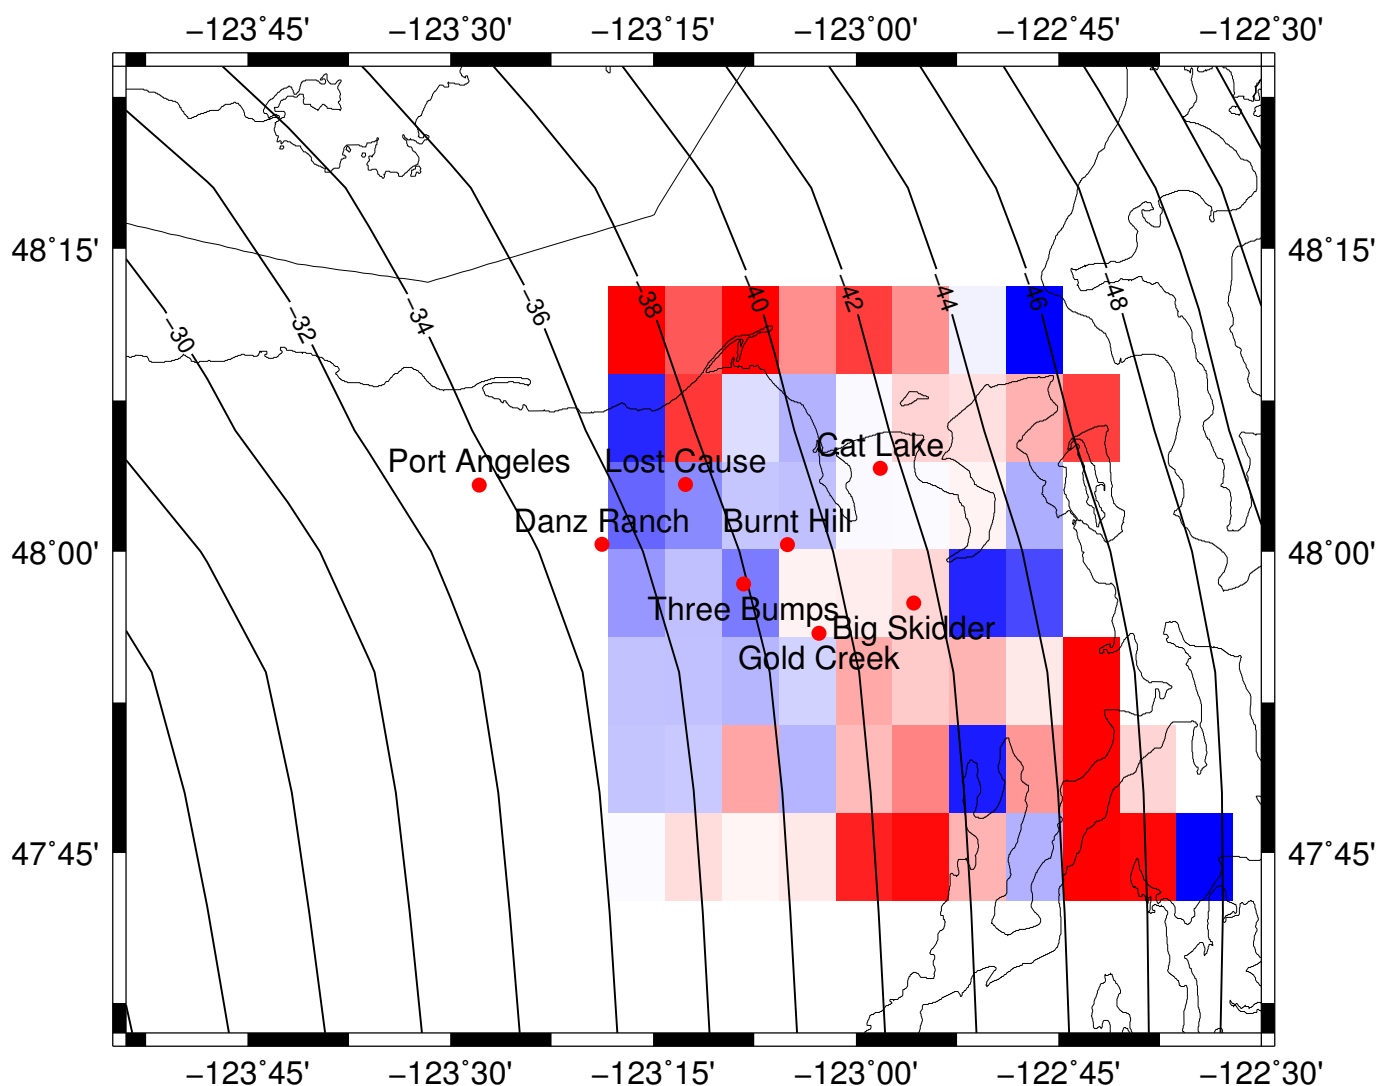 −123˚45' −123˚30' −123˚15' −123˚00' −122˚45' −122˚30'
48˚15' 48˚15'
−30 −32 −34 −36 −38 −40 −42 −44 −46 −48
Cat Lake
Port Angeles Lost Cause
Danz Ranch Burnt Hill
48˚00' 48˚00'
Three Bumps
Big Skidder
Gold Creek
47˚45' 47˚45'
−123˚45' −123˚30' −123˚15' −123˚00' −122˚45' −122˚30'